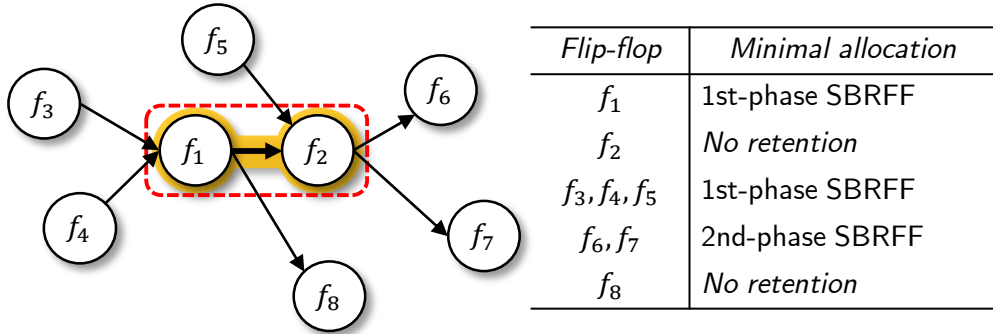 f₅
f₃
f₆
f₁
f₂
f₄
f₇
f₈
Flip-flop Minimal allocation
f₁ 1st-phase SBRFF
f₂ No retention
f₃, f₄, f₅ 1st-phase SBRFF
f₆, f₇ 2nd-phase SBRFF
f₈ No retention